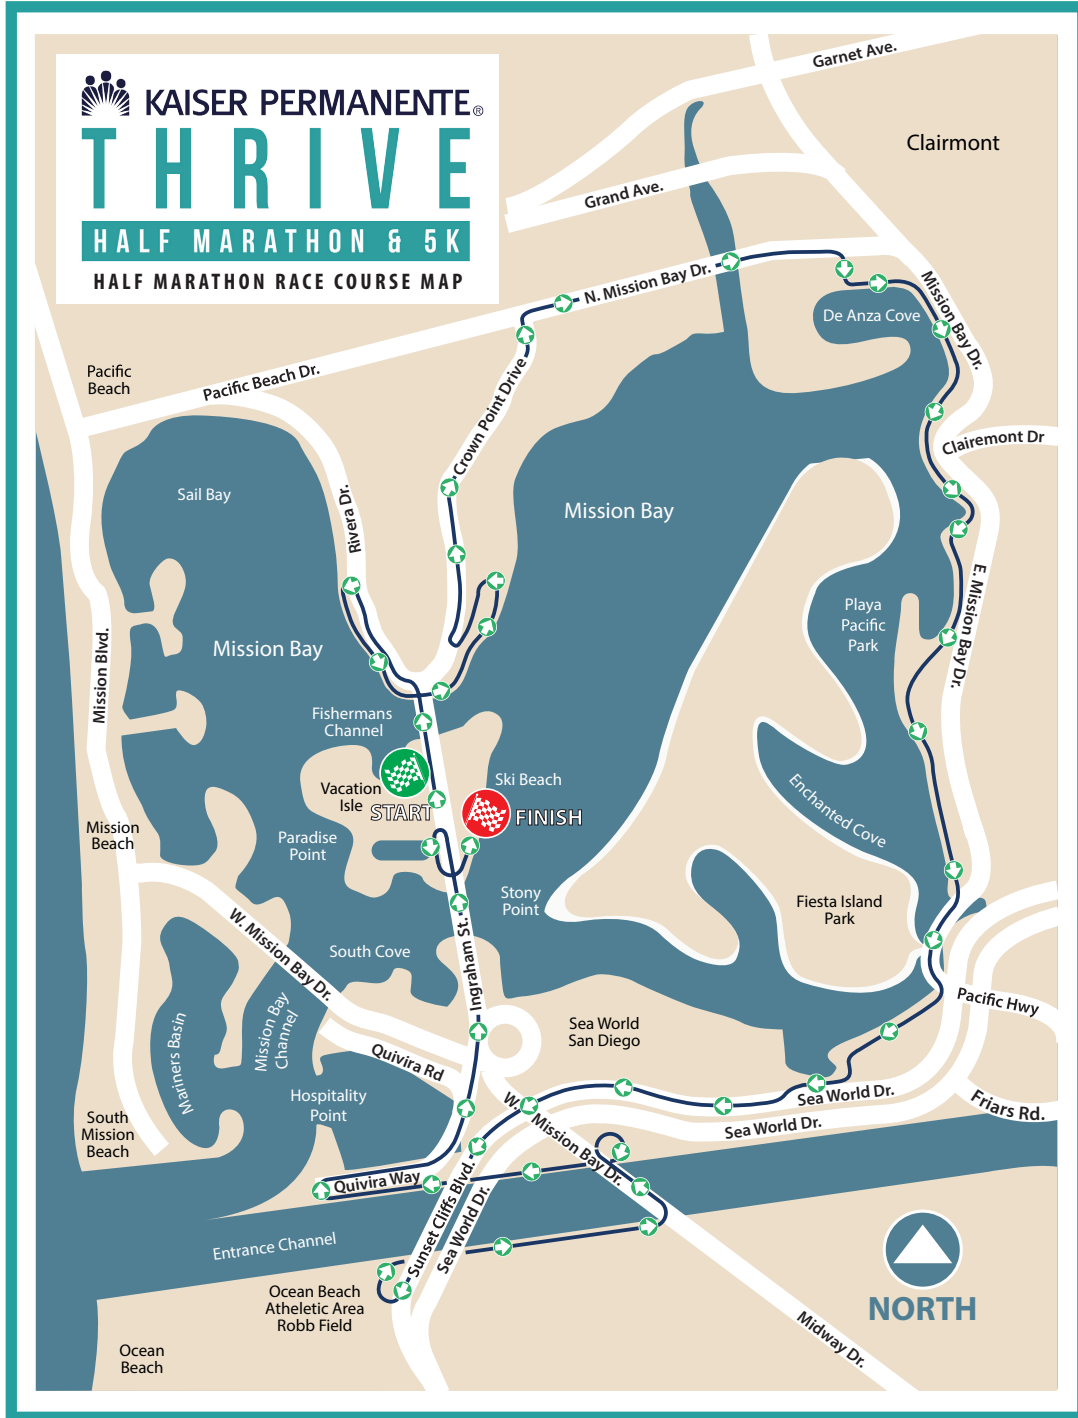 KAISER PERMANENTE®
THRIVE
HALF MARATHON & 5K
HALF MARATHON RACE COURSE MAP
Garnet Ave.
Clairmont
Grand Ave.
N. Mission Bay Dr.
Mission Bay Dr.
De Anza Cove
Pacific
Beach
Pacific Beach Dr.
Crown Point Drive
Clairemont Dr
Sail Bay
Rivera Dr.
Mission Bay
E. Mission Bay Dr.
Playa
Pacific
Park
Mission Bay
Mission Blvd.
Fishermans
Channel
Vacation
Isle
START
Ski Beach
FINISH
Enchanted Cove
Mission
Beach
Paradise
Point
Stony
Point
Fiesta Island
Park
W. Mission Bay Dr.
South Cove
Ingraham St.
Pacific Hwy
Mariners Basin
Mission Bay
Channel
Sea World
San Diego
Quivira Rd
Hospitality
Point
South
Mission
Beach
Sea World Dr.
Friars Rd.
Sea World Dr.
W. Mission Bay Dr.
Quivira Way
Sunset Cliffs Blvd.
Sea World Dr.
Entrance Channel
Ocean Beach
Atheletic Area
Robb Field
NORTH
Ocean
Beach
Midway Dr.